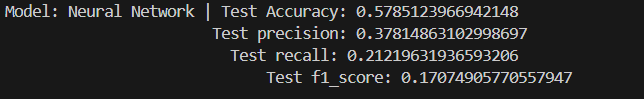 Model: Neural Network | Test Accuracy: 0.5785123966942148
Test precision: 0.37814863102998697
Test recall: 0.21219631936593206
Test f1_score: 0.17074905770557947